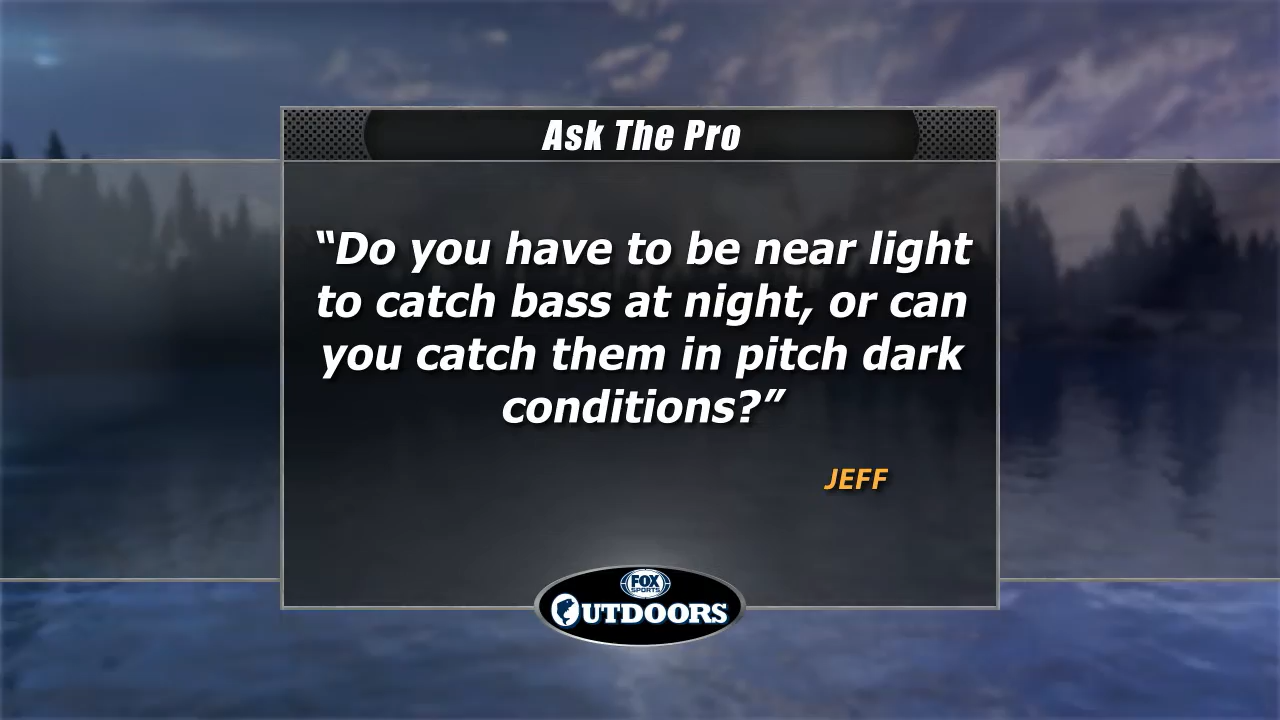 Ask The Pro
“Do you have to be near light
to catch bass at night, or can
you catch them in pitch dark
conditions?”
JEFF
FOX
SPORTS
OUTDOORS